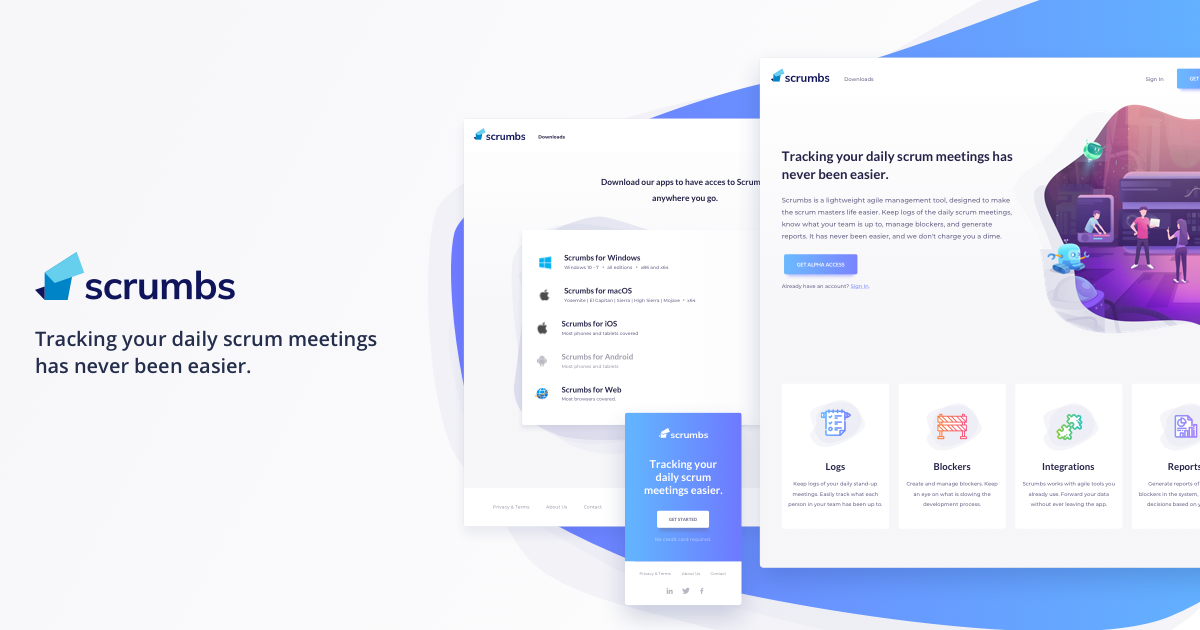 scrumbs
Tracking your daily scrum meetings
has never been easier.
scrumbs
Downloads
Download our apps to have acces to Scrum
anywhere you go.
Scrumbs for Windows
Windows 10 - 7 • all editions • x86 and x64
Scrumbs for macOS
Yosemite | El Capitan | Sierra | High Sierra | Mojave • x64
Scrumbs for iOS
Most phones and tablets covered
Scrumbs for Android
Most phones and tablets
Scrumbs for Web
Most browsers covered.
Privacy & Terms
About Us
Contact
scrumbs
Tracking your
daily scrum
meetings easier.
GET STARTED
No credit card required.
Privacy & Terms
About Us
Contact
scrumbs
Downloads
Sign In
GET
Tracking your daily scrum meetings has
never been easier.
Scrumbs is a lightweight agile management tool, designed to make
the scrum masters life easier. Keep logs of the daily scrum meetings,
know what your team is up to, manage blockers, and generate
reports. It has never been easier, and we don't charge you a dime.
GET ALPHA ACCESS
Already have an account? Sign In.
Logs
Keep logs of your daily stand-up
meetings. Easily track what each
person in your team has been up to.
Blockers
Create and manage blockers. Keep
an eye on what is slowing the
development process.
Integrations
Scrumbs works with agile tools you
already use. Forward your data
without ever leaving the app.
Reports
Generate reports of
blockers in the system,
decisions based on